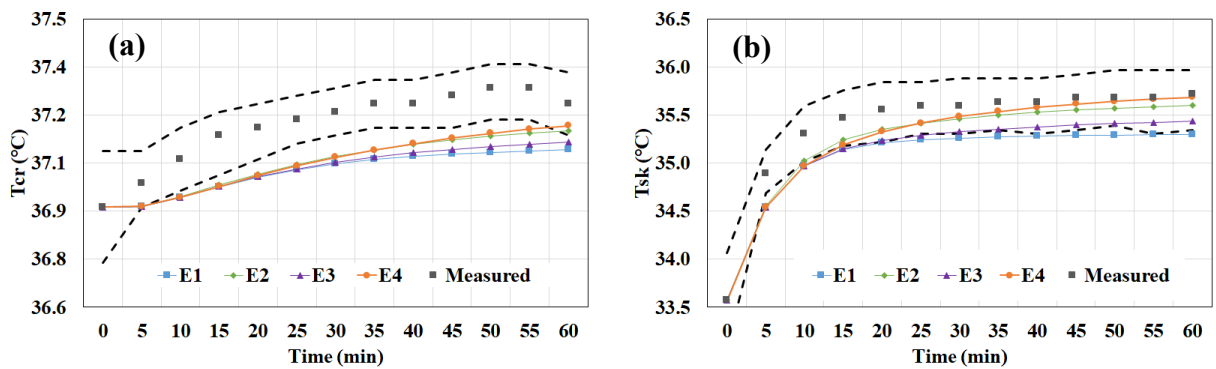 (a)
37.5
37.4
37.2
37.1
36.9
36.8
36.6
Tcr (℃)
E1 E2 E3 E4 Measured
0 5 10 15 20 25 30 35 40 45 50 55 60
Time (min)
(b)
36.0
35.5
35.0
34.5
34.0
33.5
Tsk (℃)
E1 E2 E3 E4 Measured
0 5 10 15 20 25 30 35 40 45 50 55 60
Time (min)